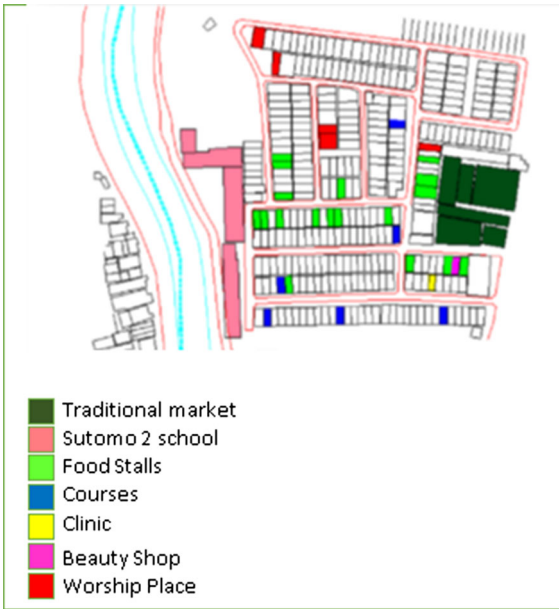 Traditional market
Sutomo 2 school
Food Stalls
Courses
Clinic
Beauty Shop
Worship Place